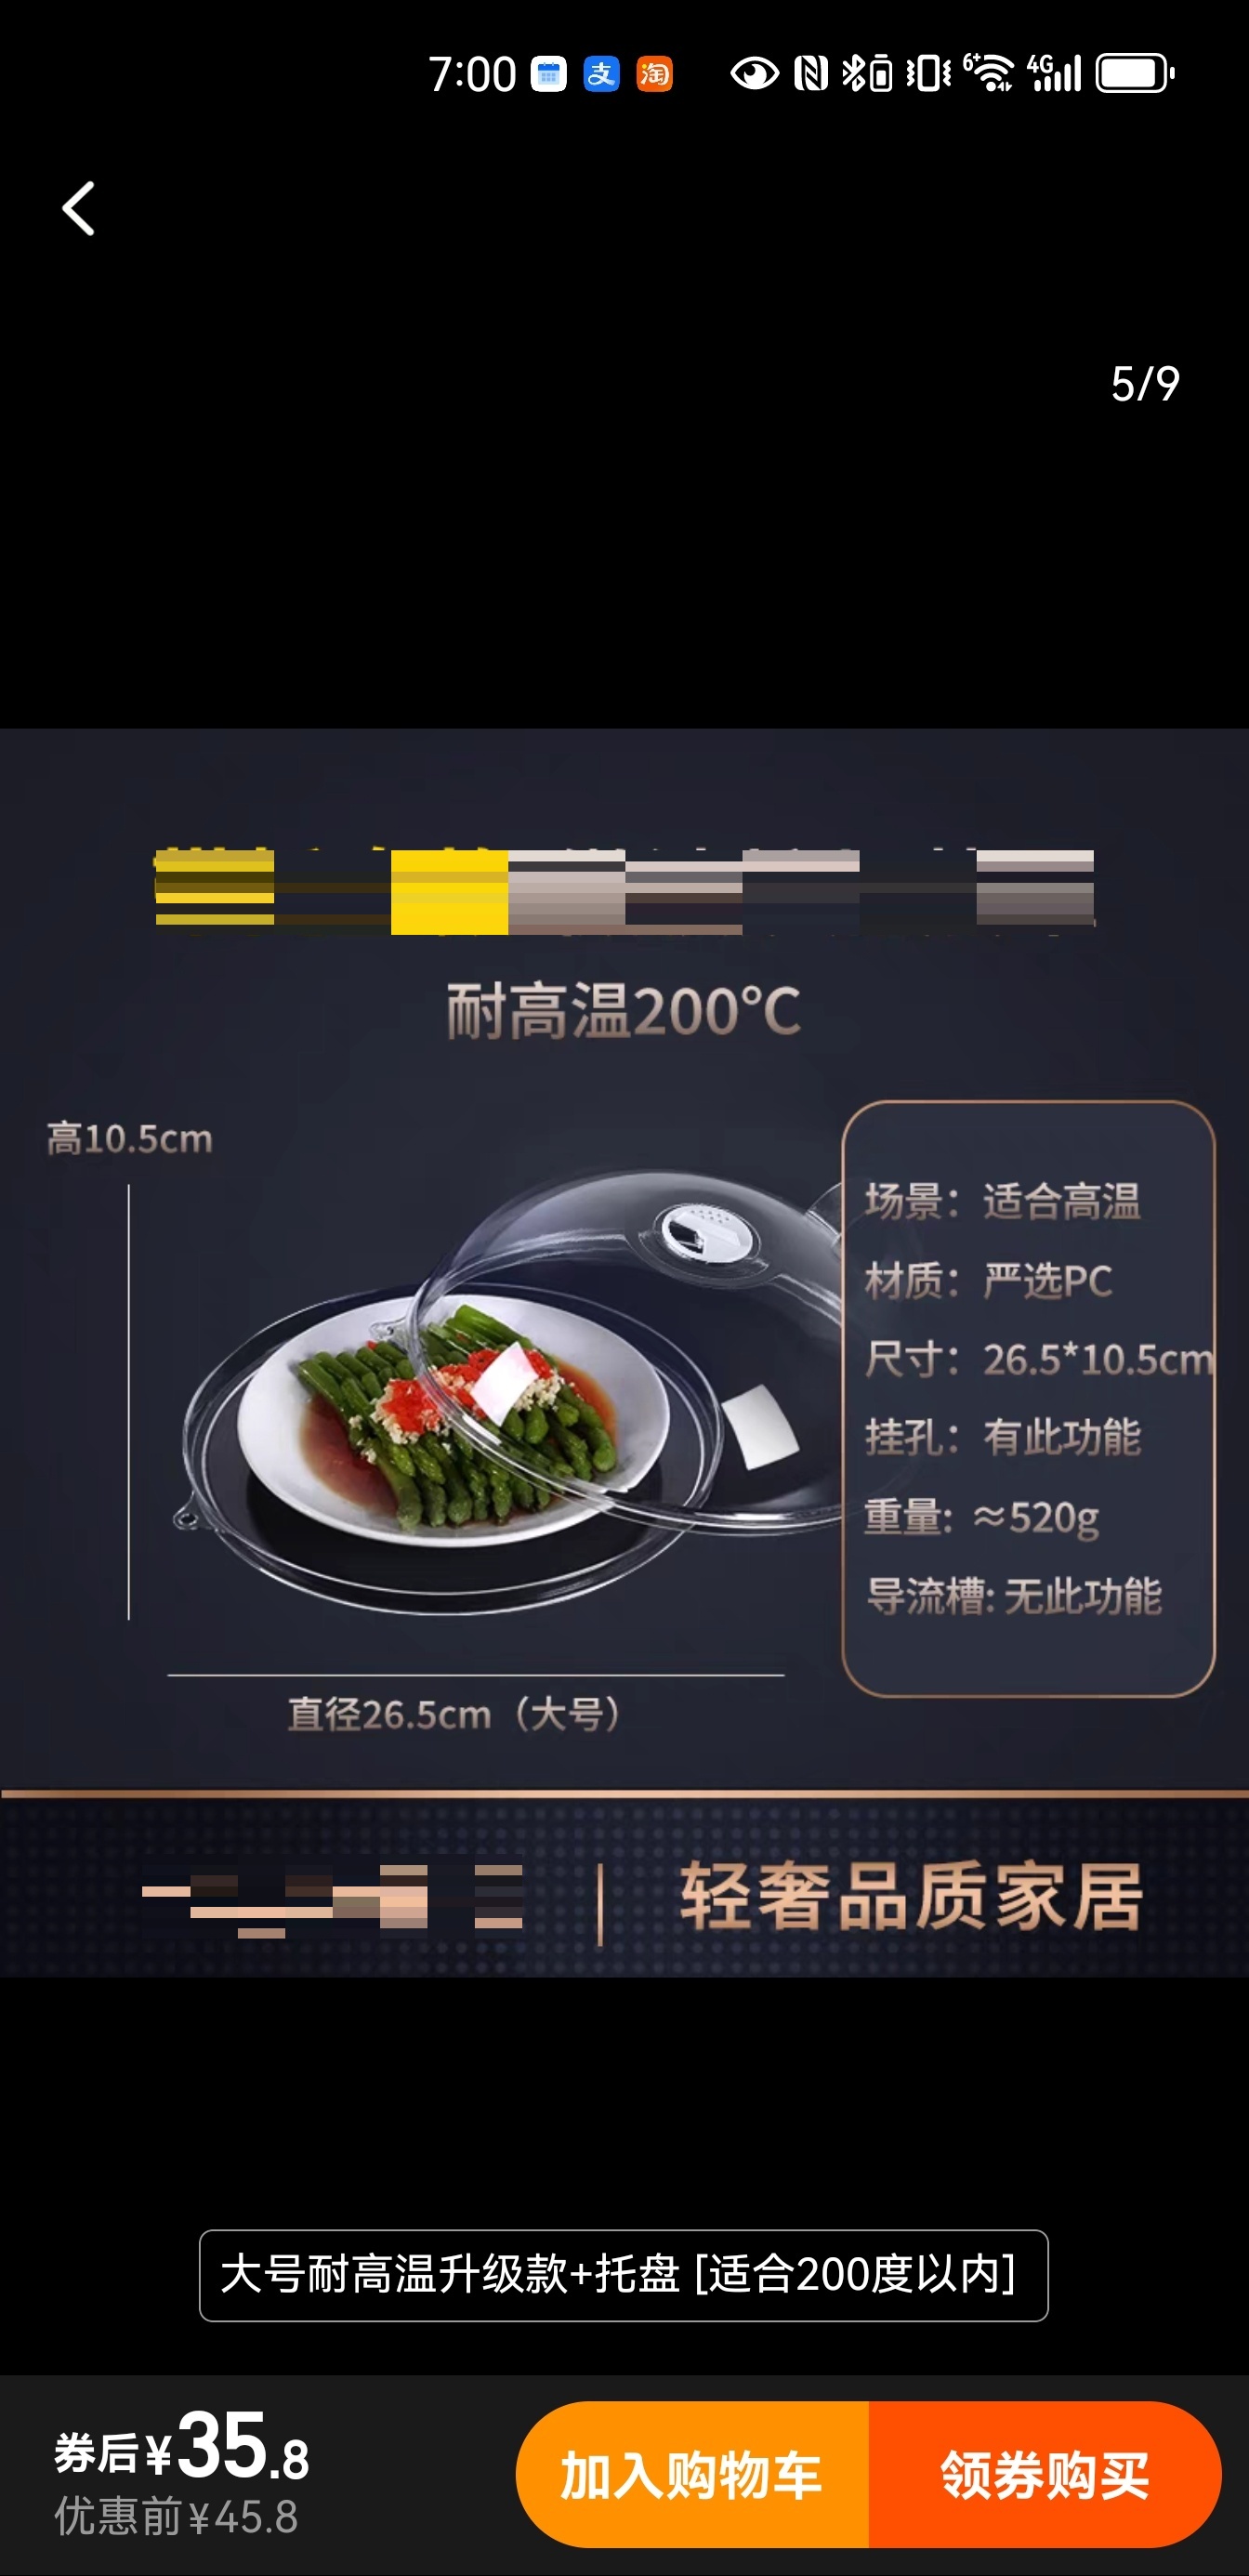 7:00
支
淘
6+
4G
5/9
耐高温200°C
高10.5cm
场景：适合高温
材质：严选PC
尺寸：26.5*10.5cm
挂孔：有此功能
重量: ≈520g
导流槽: 无此功能
直径26.5cm（大号）
轻奢品质家居
大号耐高温升级款+托盘 [适合200度以内]
券后¥35.8
优惠前¥45.8
加入购物车
领券购买